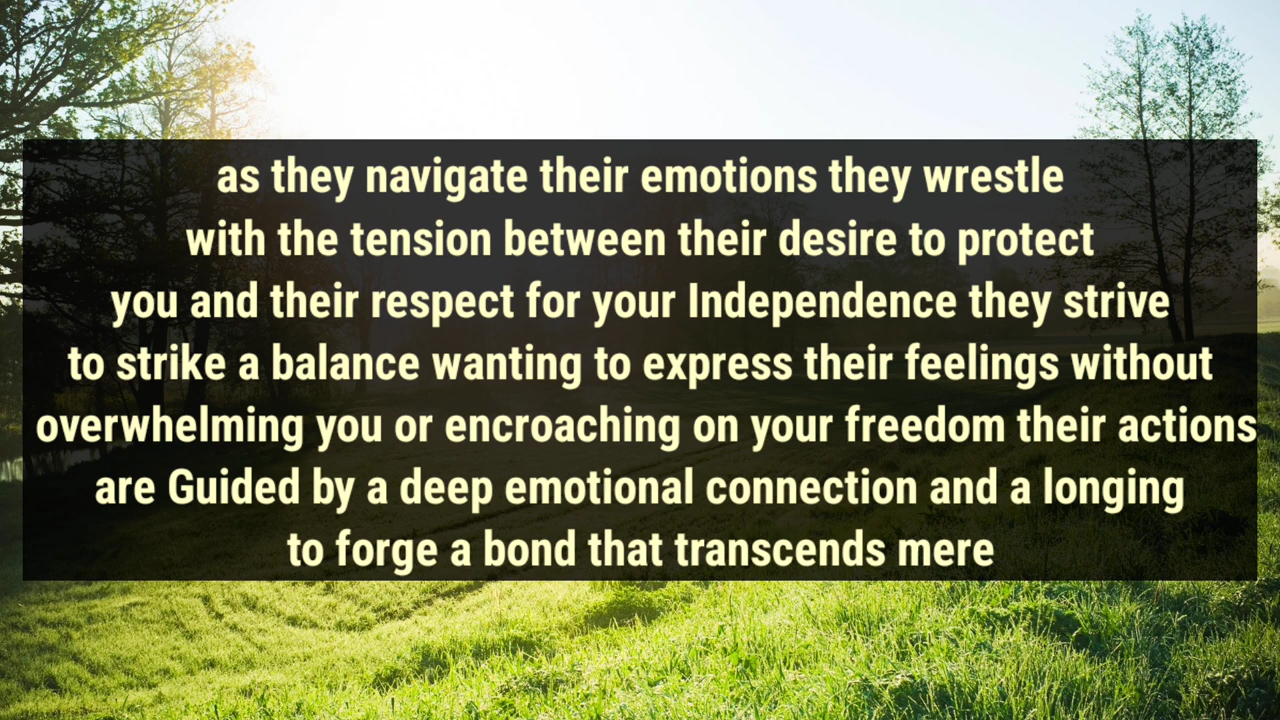 as they navigate their emotions they wrestle
with the tension between their desire to protect
you and their respect for your Independence they strive
to strike a balance wanting to express their feelings without
overwhelming you or encroaching on your freedom their actions
are Guided by a deep emotional connection and a longing
to forge a bond that transcends mere